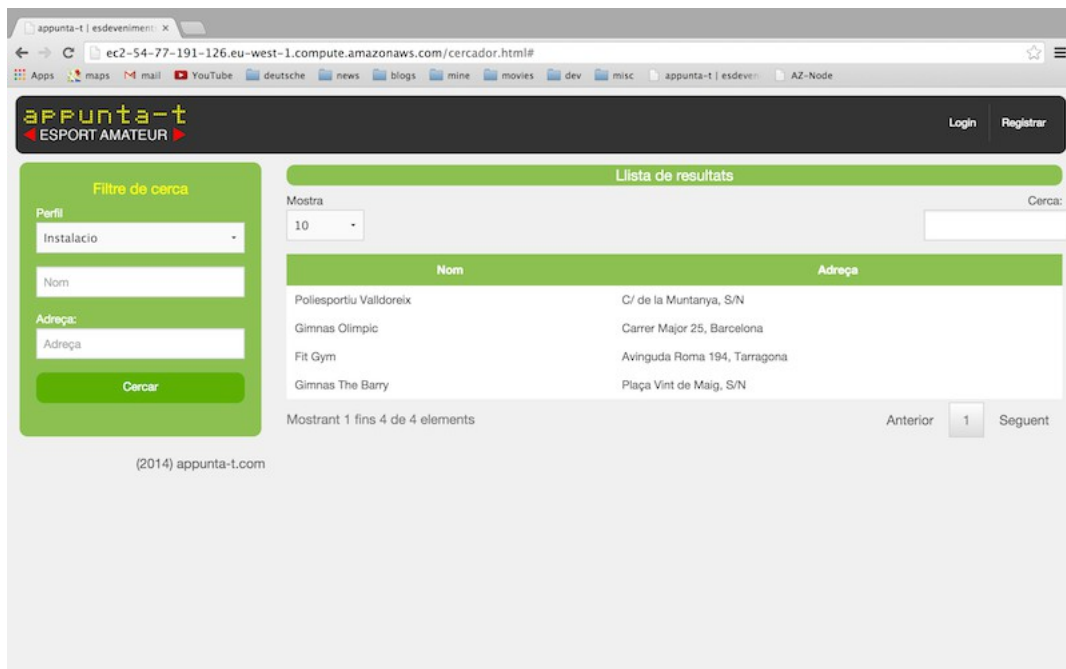 appunta-t | esdeveniment
ec2-54-77-191-126.eu-west-1.compute.amazonaws.com/cercador.html#
Apps maps mail YouTube deutsche news blogs mine movies dev misc appunta-t | esdeven AZ-Node
appunta-t
ESPORT AMATEUR
Login Registrar
Filtre de cerca
Perfil
Instalacio
Nom
Adreça:
Adreça
Cercar
Llista de resultats
Mostra Cerca:
10
Nom Adreça
Poliesportiu Valldoreix C/ de la Muntanya, S/N
Gimnas Olimpic Carrer Major 25, Barcelona
Fit Gym Avinguda Roma 194, Tarragona
Gimnas The Barry Plaça Vint de Maig, S/N
Mostrant 1 fins 4 de 4 elements Anterior 1 Seguent
(2014) appunta-t.com